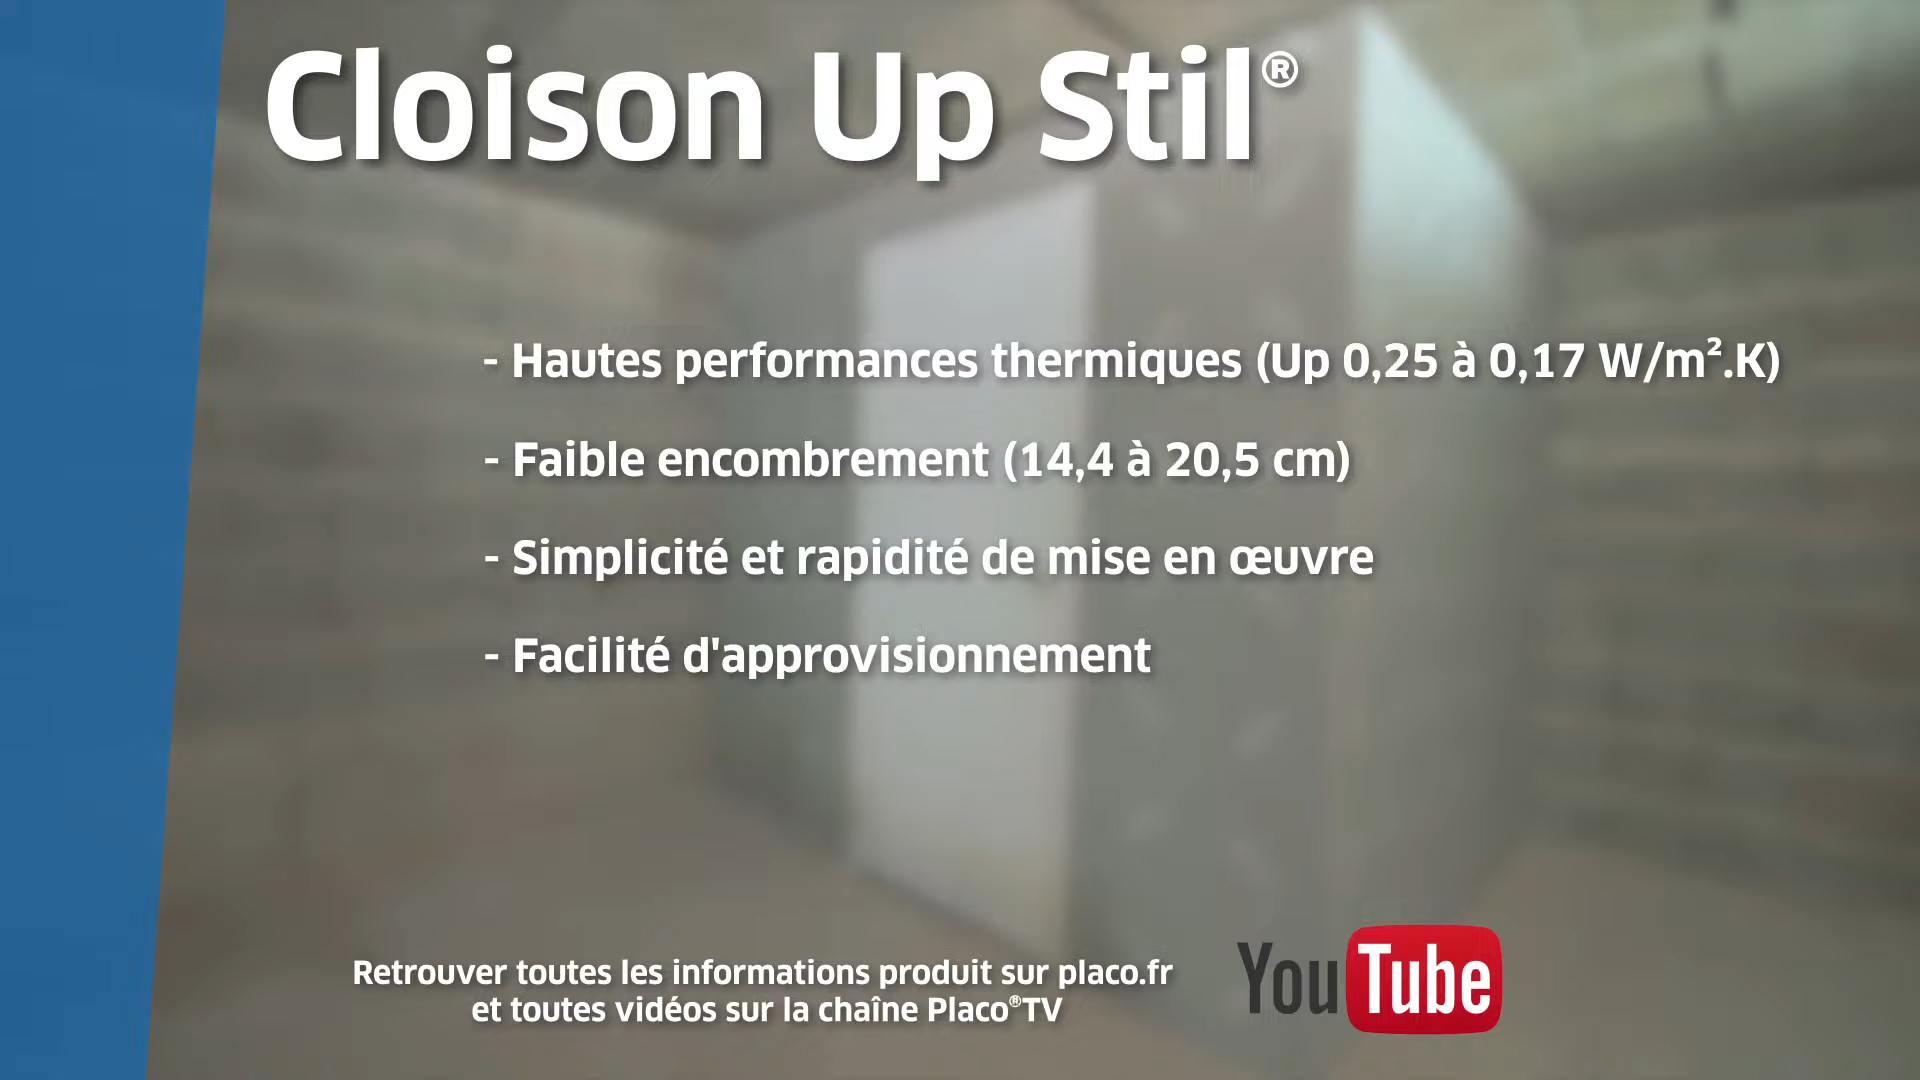 Cloison Up Stil®
- Hautes performances thermiques (Up 0,25 à 0,17 W/m².K)
- Faible encombrement (14,4 à 20,5 cm)
- Simplicité et rapidité de mise en œuvre
- Facilité d'approvisionnement
Retrouver toutes les informations produit sur placo.fr
et toutes vidéos sur la chaîne Placo®TV
YouTube